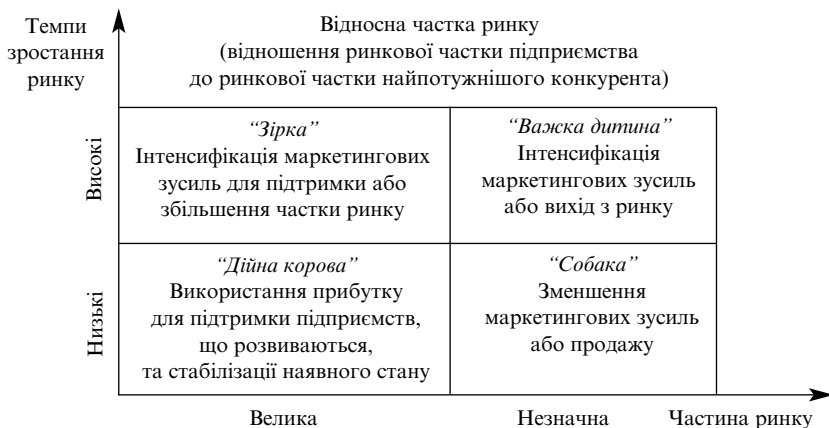 Темпи
зростання
ринку
Відносна частка ринку
(відношення ринкової частки підприємства
до ринкової частки найпотужнішого конкурента)
Високі
“Зірка”
Інтенсифікація маркетингових
зусиль для підтримки або
збільшення частки ринку
“Важка дитина”
Інтенсифікація
маркетингових зусиль
або вихід з ринку
Низькі
“Дійна корова”
Використання прибутку
для підтримки підприємств,
що розвиваються,
та стабілізації наявного стану
“Собака”
Зменшення
маркетингових зусиль
або продажу
Велика
Незначна
Частина ринку